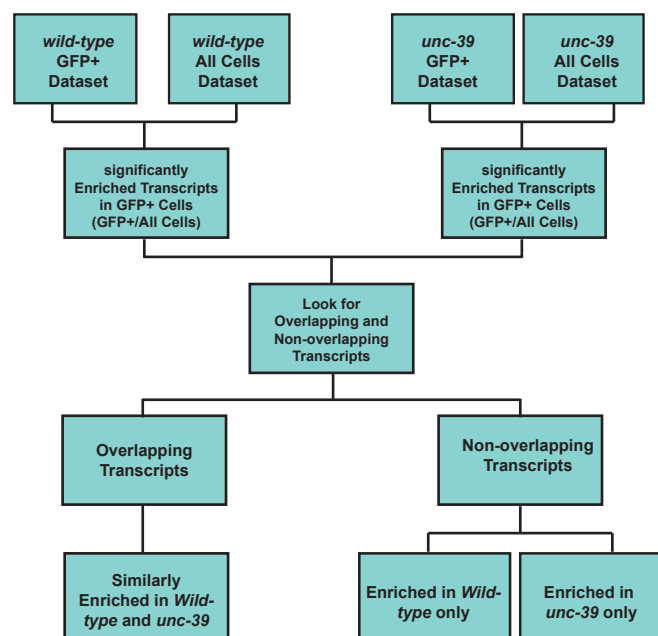 wild-type
GFP+
Dataset
wild-type
All Cells
Dataset
unc-39
GFP+
Dataset
unc-39
All Cells
Dataset
significantly
Enriched Transcripts
in GFP+ Cells
(GFP+/All Cells)
significantly
Enriched Transcripts
in GFP+ Cells
(GFP+/All Cells)
Look for
Overlapping and
Non-overlapping
Transcripts
Overlapping
Transcripts
Non-overlapping
Transcripts
Similarly
Enriched in Wild-
type and unc-39
Enriched in Wild-
type only
Enriched in
unc-39 only